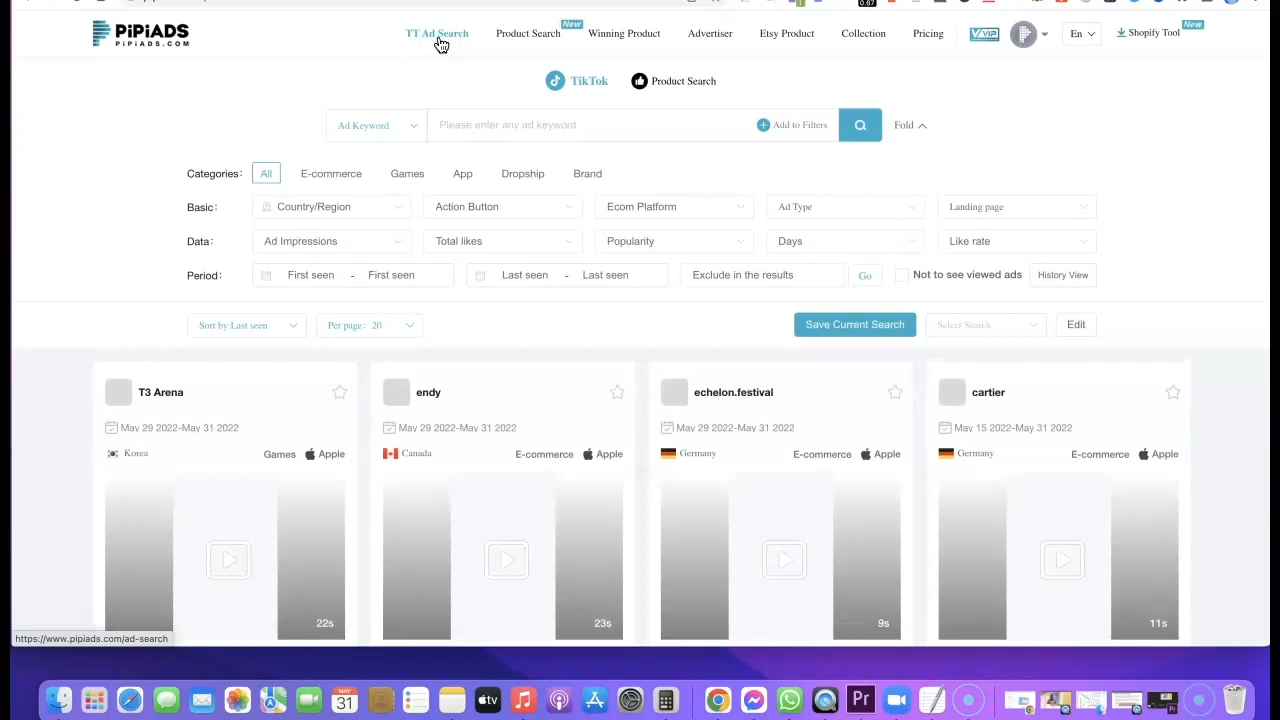 PiPiADS
PiPiADS.COM
TT Ad Search
Product Search
New
Winning Product
Advertiser
Etsy Product
Collection
Pricing
VVIP
En
Shopify Tool
New
TikTok
Product Search
Ad Keyword
Please enter any ad keyword
Add to Filters
Fold
Categories:
All
E-commerce
Games
App
Dropship
Brand
Basic:
Country/Region
Action Button
Ecom Platform
Ad Type
Landing page
Data:
Ad Impressions
Total likes
Popularity
Days
Like rate
Period:
First seen - First seen
Last seen - Last seen
Exclude in the results
Go
Not to see viewed ads
History View
Sort by:Last seen
Per page: 20
Save Current Search
Select Search
Edit
T3 Arena
endy
echelon.festival
cartier
May 29 2022-May 31 2022
May 29 2022-May 31 2022
May 29 2022-May 31 2022
May 15 2022-May 31 2022
Korea
Games
Apple
Canada
E-commerce
Apple
Germany
E-commerce
Apple
Germany
E-commerce
Apple
22s
23s
9s
11s
https://www.pipiads.com/ad-search
MAY
31
tv
Pr